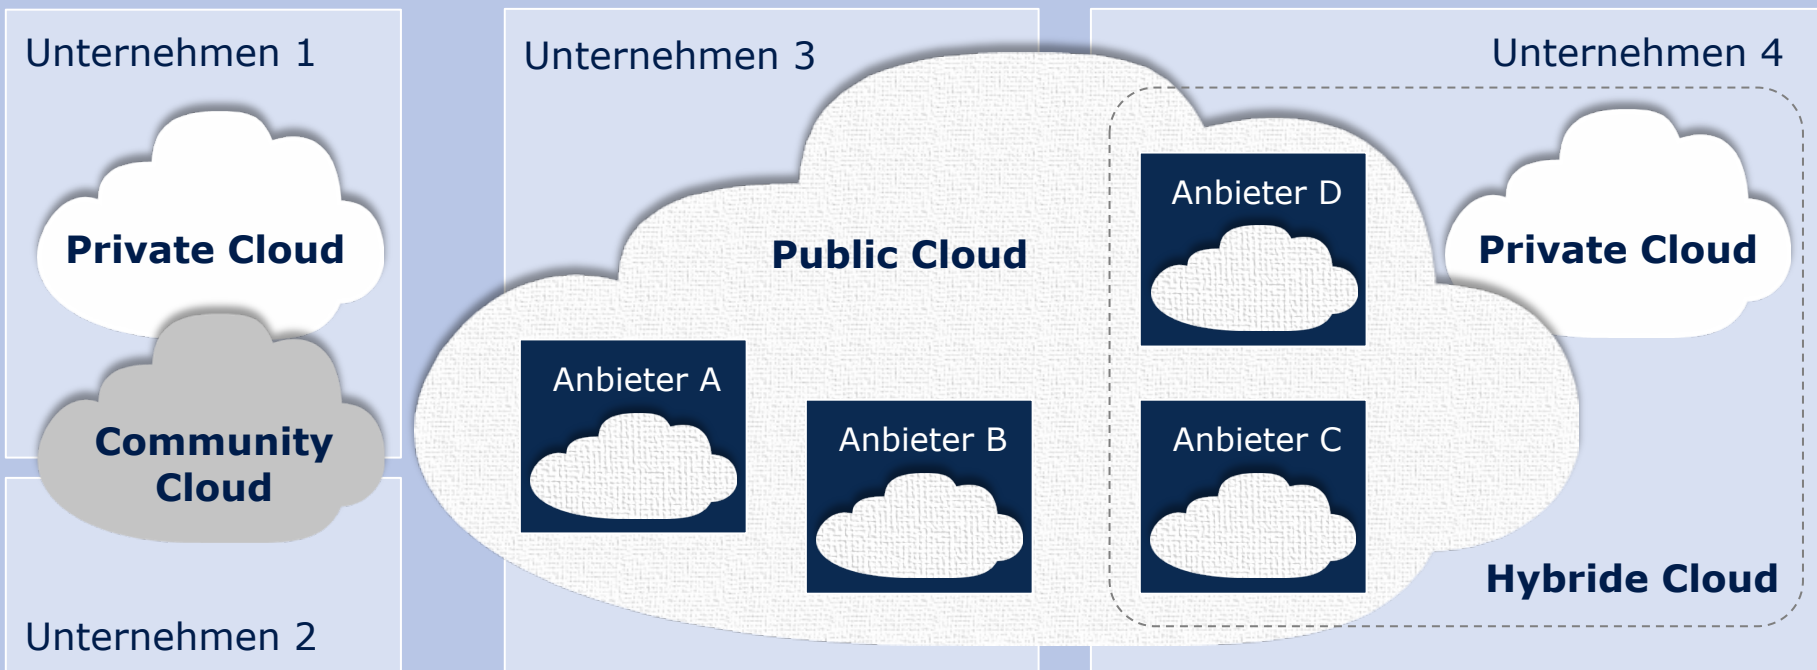 Unternehmen 1
Private Cloud
Community
Cloud
Unternehmen 2
Unternehmen 3
Public Cloud
Anbieter A
Anbieter B
Unternehmen 4
Anbieter D
Private Cloud
Anbieter C
Hybride Cloud